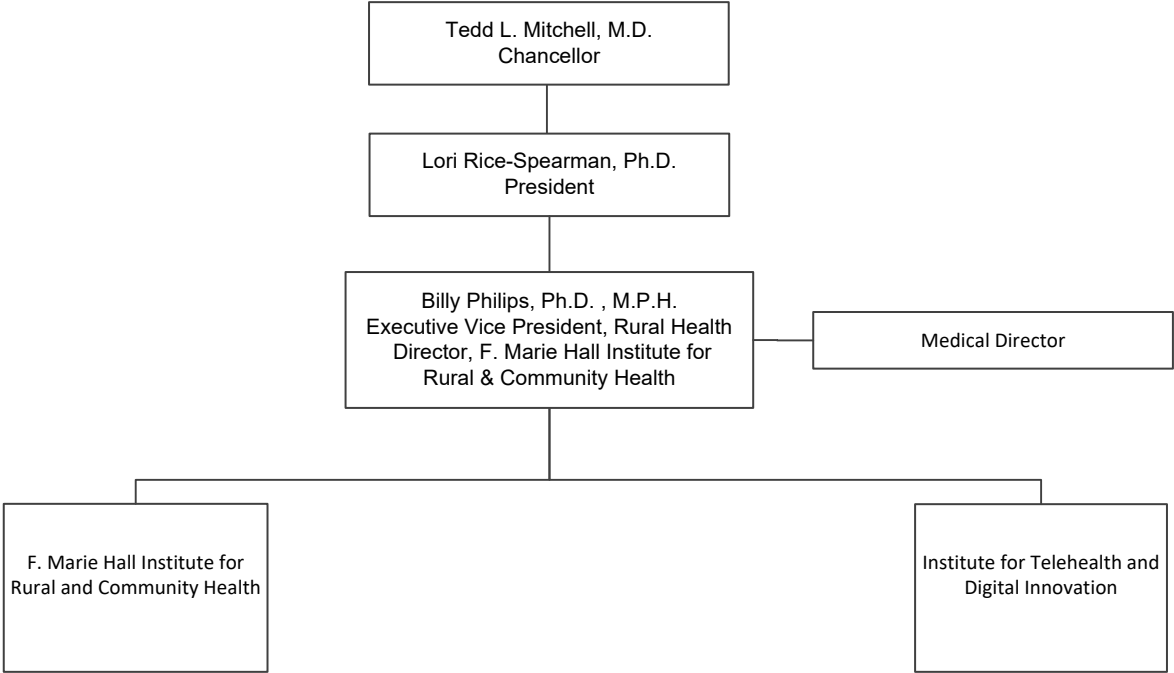 Tedd L. Mitchell, M.D.
Chancellor
Lori Rice-Spearman, Ph.D.
President
Billy Philips, Ph.D. , M.P.H.
Executive Vice President, Rural Health
Director, F. Marie Hall Institute for
Rural & Community Health
Medical Director
F. Marie Hall Institute for
Rural and Community Health
Institute for Telehealth and
Digital Innovation